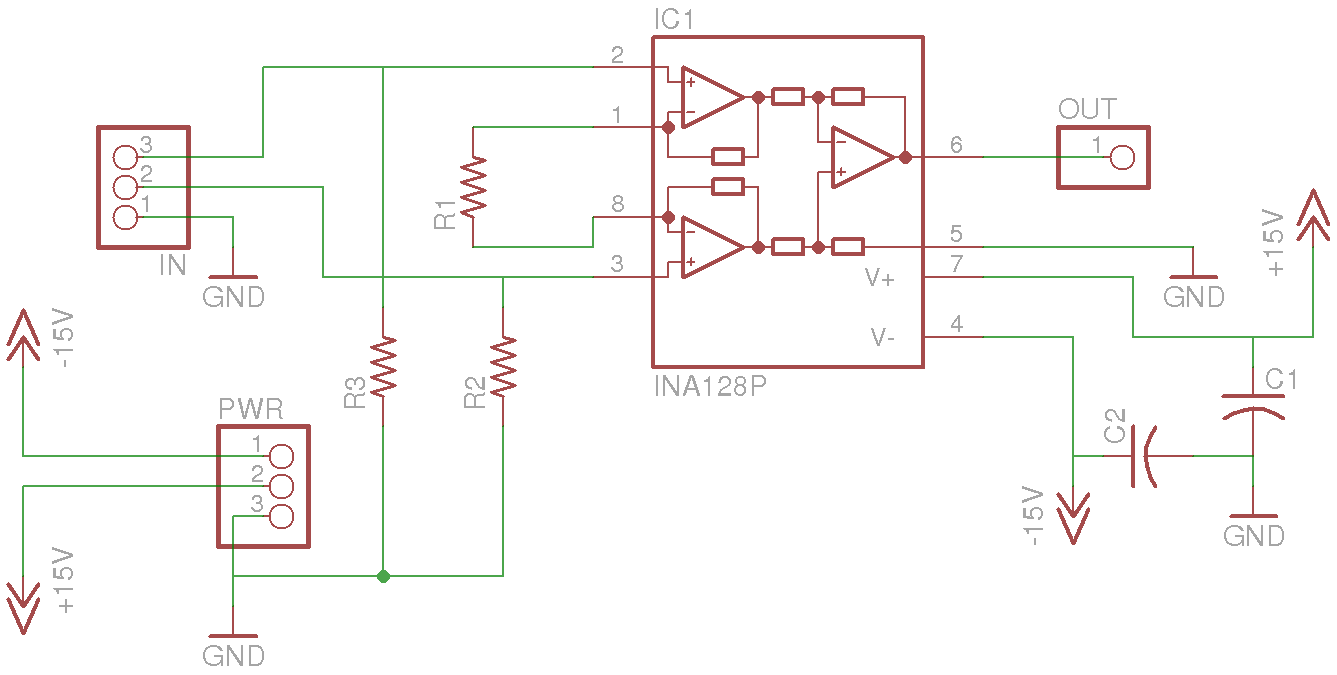 IC1
2
1
8
3
6
5
7
4
V+
V-
INA128P
OUT
1
3
2
1
IN
GND
R1
R3
R2
-15V
PWR
1
2
3
+15V
GND
GND
+15V
C1
C2
-15V
GND